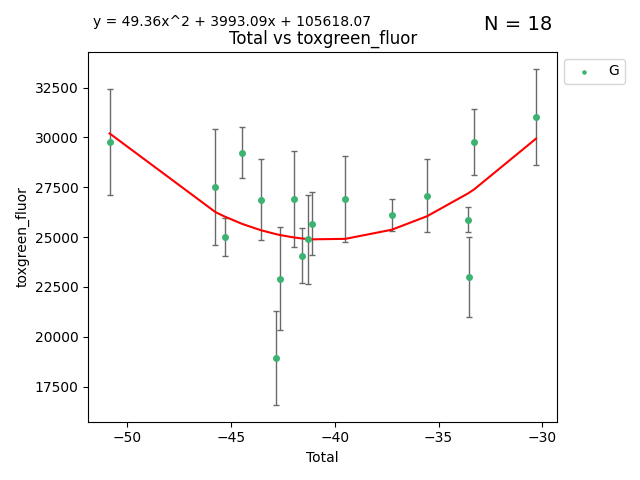 y = 49.36x^2 + 3993.09x + 105618.07
N = 18
Total vs toxgreen_fluor
G
32500
30000
27500
25000
22500
20000
17500
toxgreen_fluor
−50
−45
−40
−35
−30
Total